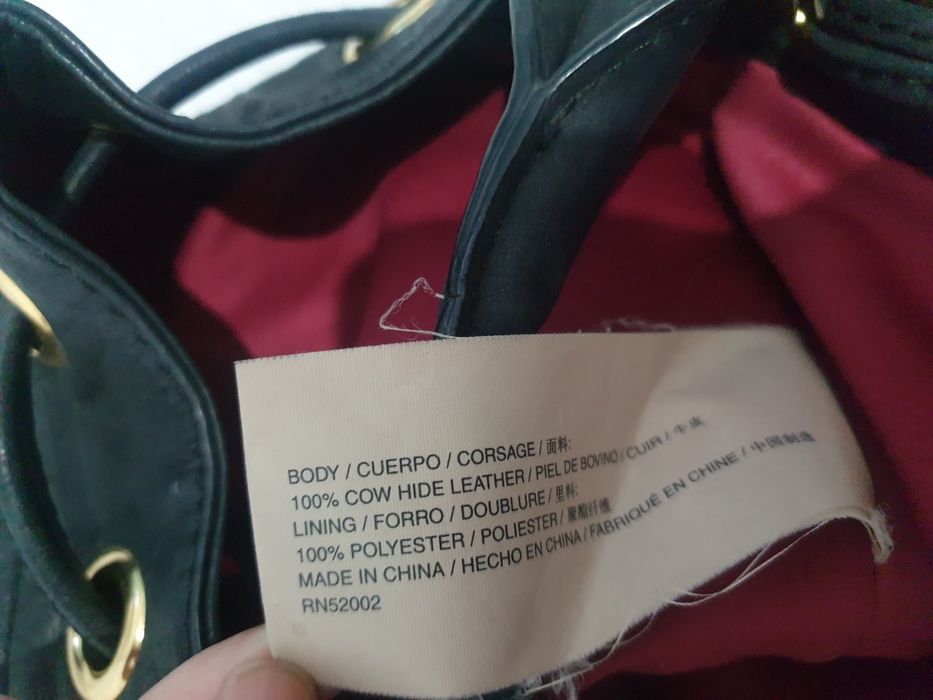 BODY / CUERPO / CORSAGE / 面料:
100% COW HIDE LEATHER / PIEL DE BOVINO / CUIR / 牛皮
LINING / FORRO / DOUBLURE / 里料:
100% POLYESTER / POLIESTER / 聚酯纤维
MADE IN CHINA / HECHO EN CHINA / FABRIQUÉ EN CHINE / 中国制造
RN52002